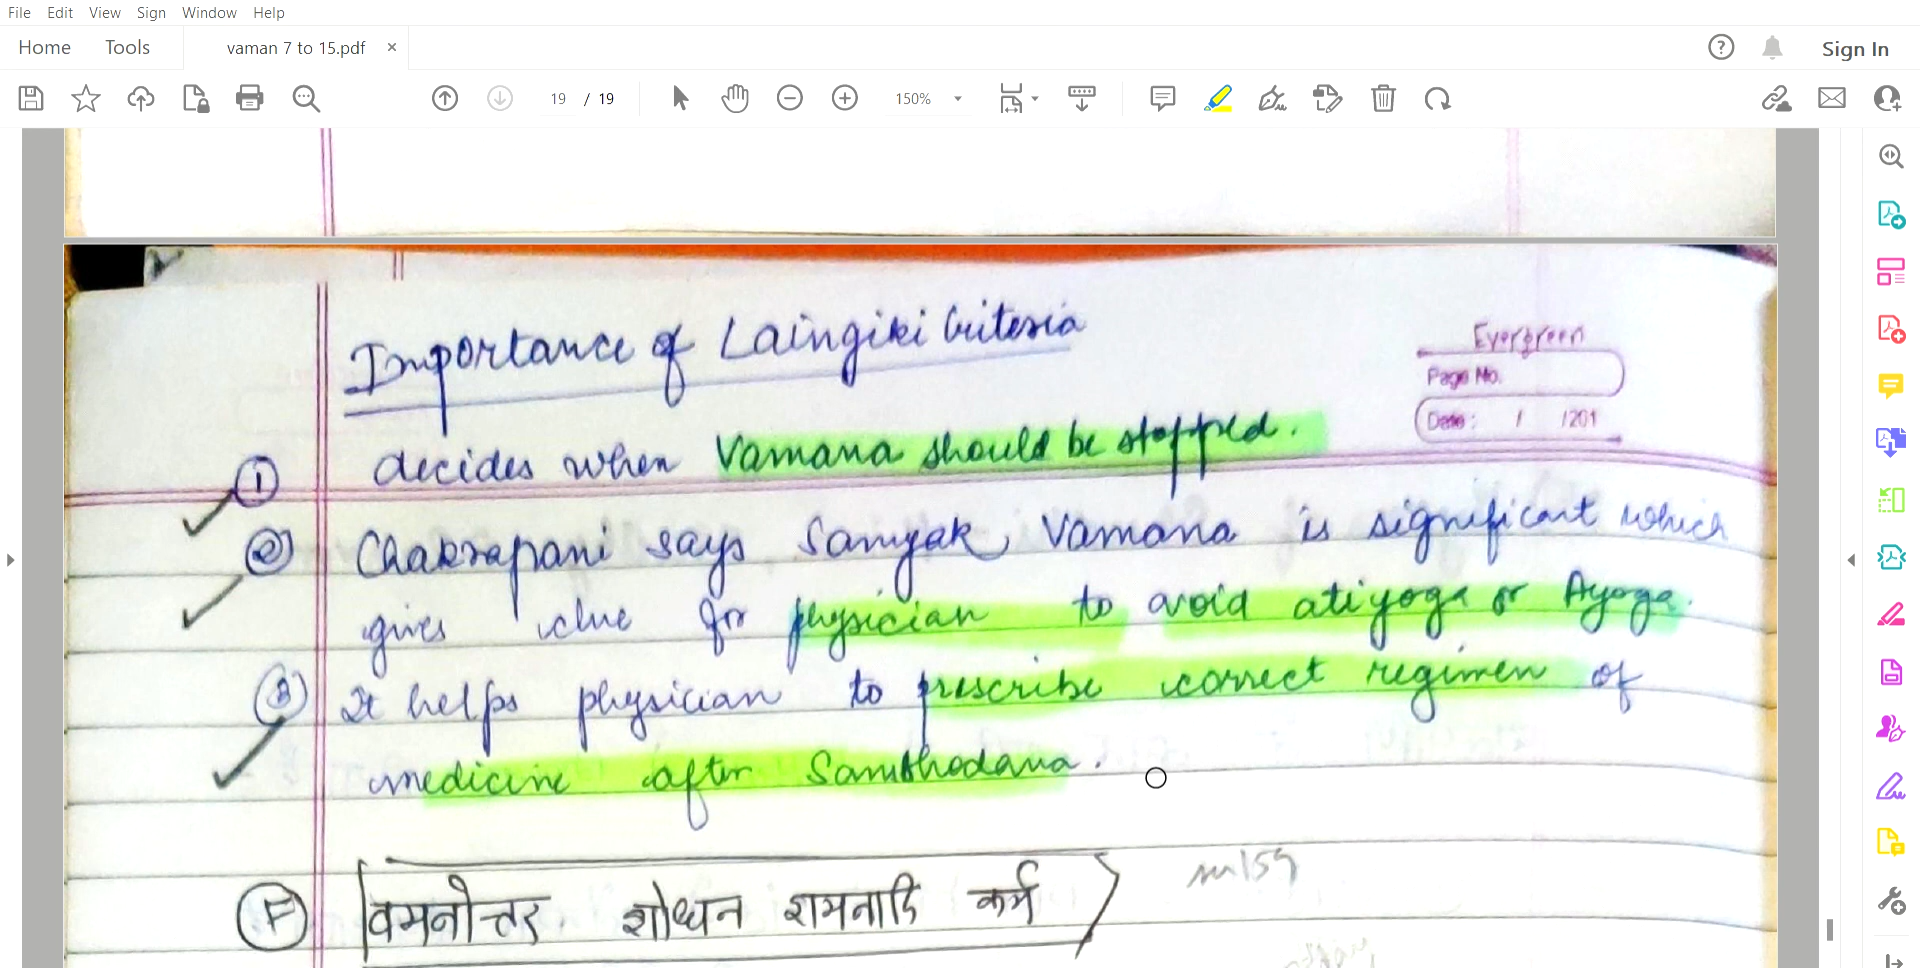 File Edit View Sign Window Help
Home Tools vaman 7 to 15.pdf × Sign In
19 / 19 150%
Importance of Laingiki Criteria
Evergreen
Page No.
Date: / /201
① decides when Vamana should be stopped.
② Chakrapani says Samyak Vamana is significant which
gives clue for physician to avoid atiyoga or Ayoga.
③ It helps physician to prescribe correct regimen of
medicine after Samshodana.
Ⓕ वमनोत्तर शोधन शमनादि कर्म